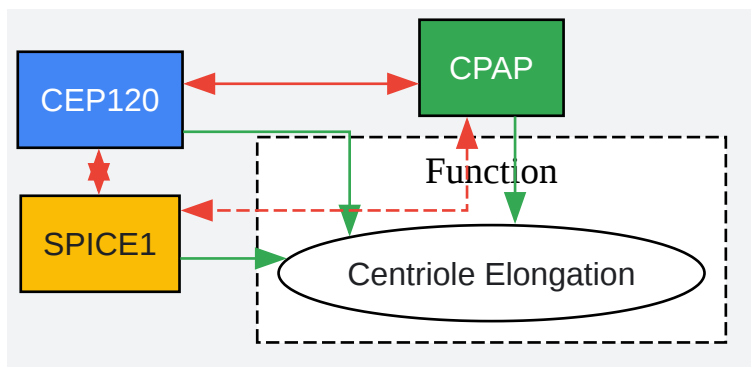 CPAP
CEP120
Function
SPICE1
Centriole Elongation